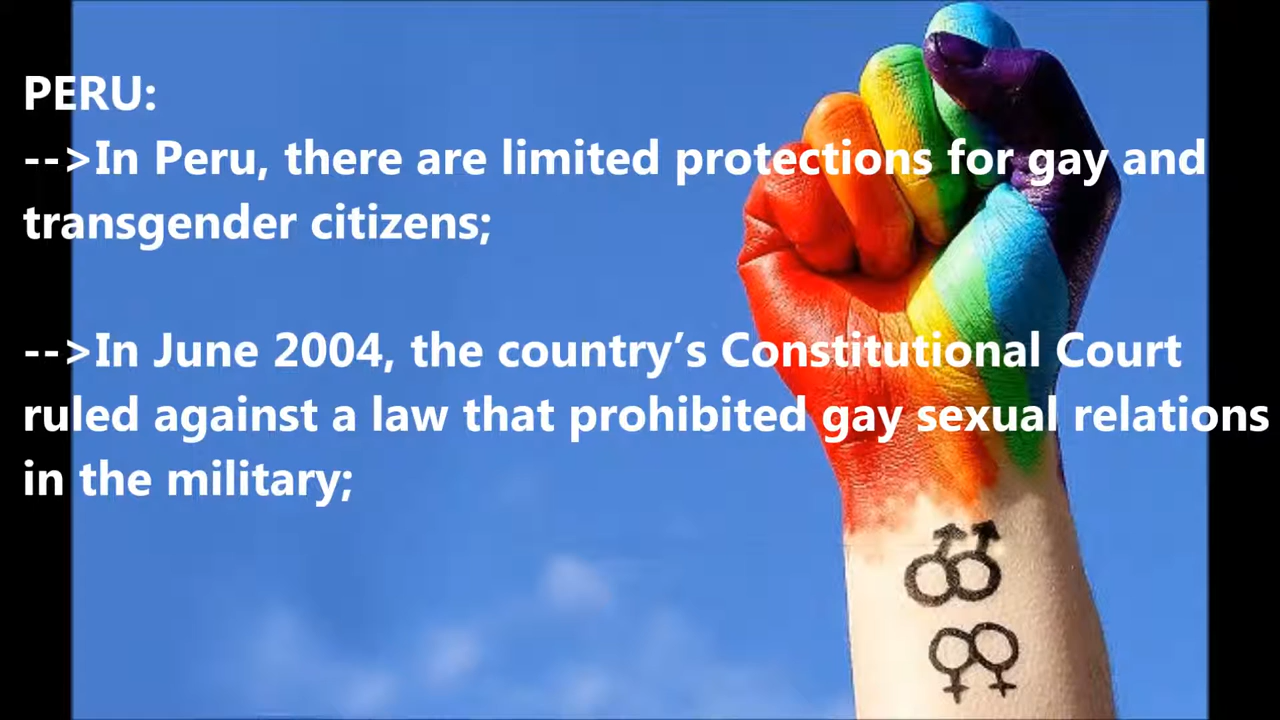 PERU:
-->In Peru, there are limited protections for gay and
transgender citizens;
-->In June 2004, the country’s Constitutional Court
ruled against a law that prohibited gay sexual relations
in the military;